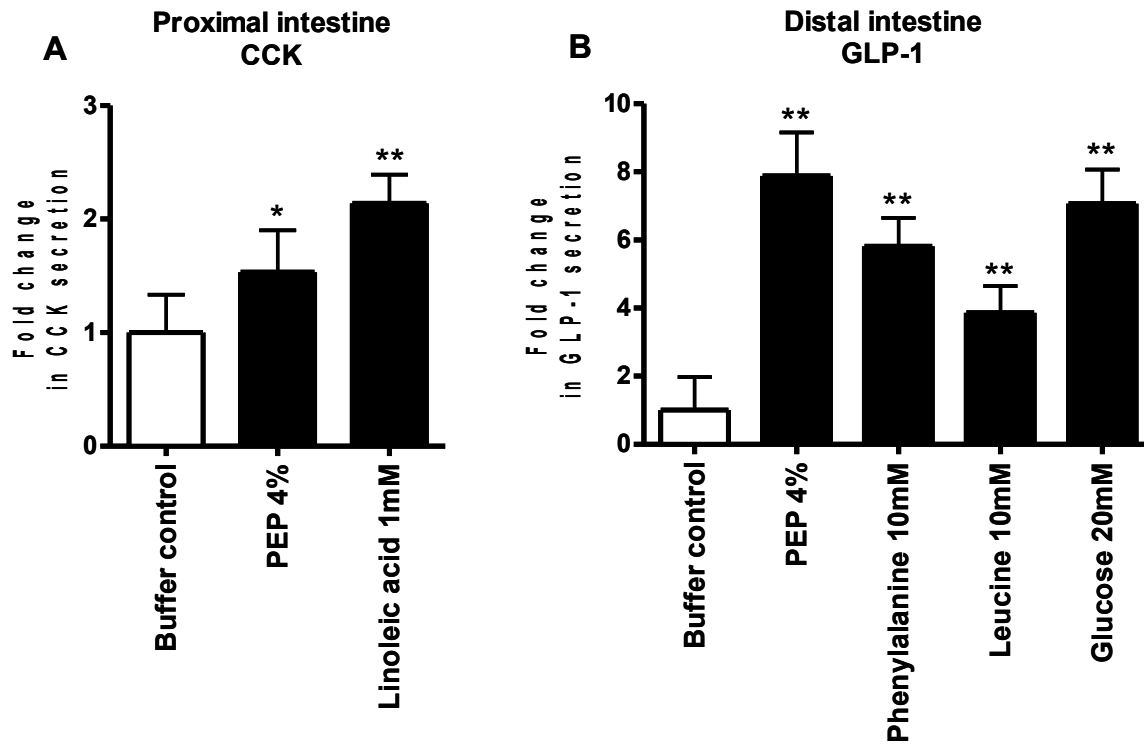 A
Proximal intestine
CCK
Fold change
in CCK secretion
3
2
1
0
*
**
Buffer control
PEP 4%
Linoleic acid 1mM
B
Distal intestine
GLP-1
Fold change
in GLP-1 secretion
10
8
6
4
2
0
**
**
**
**
Buffer control
PEP 4%
Phenylalanine 10mM
Leucine 10mM
Glucose 20mM